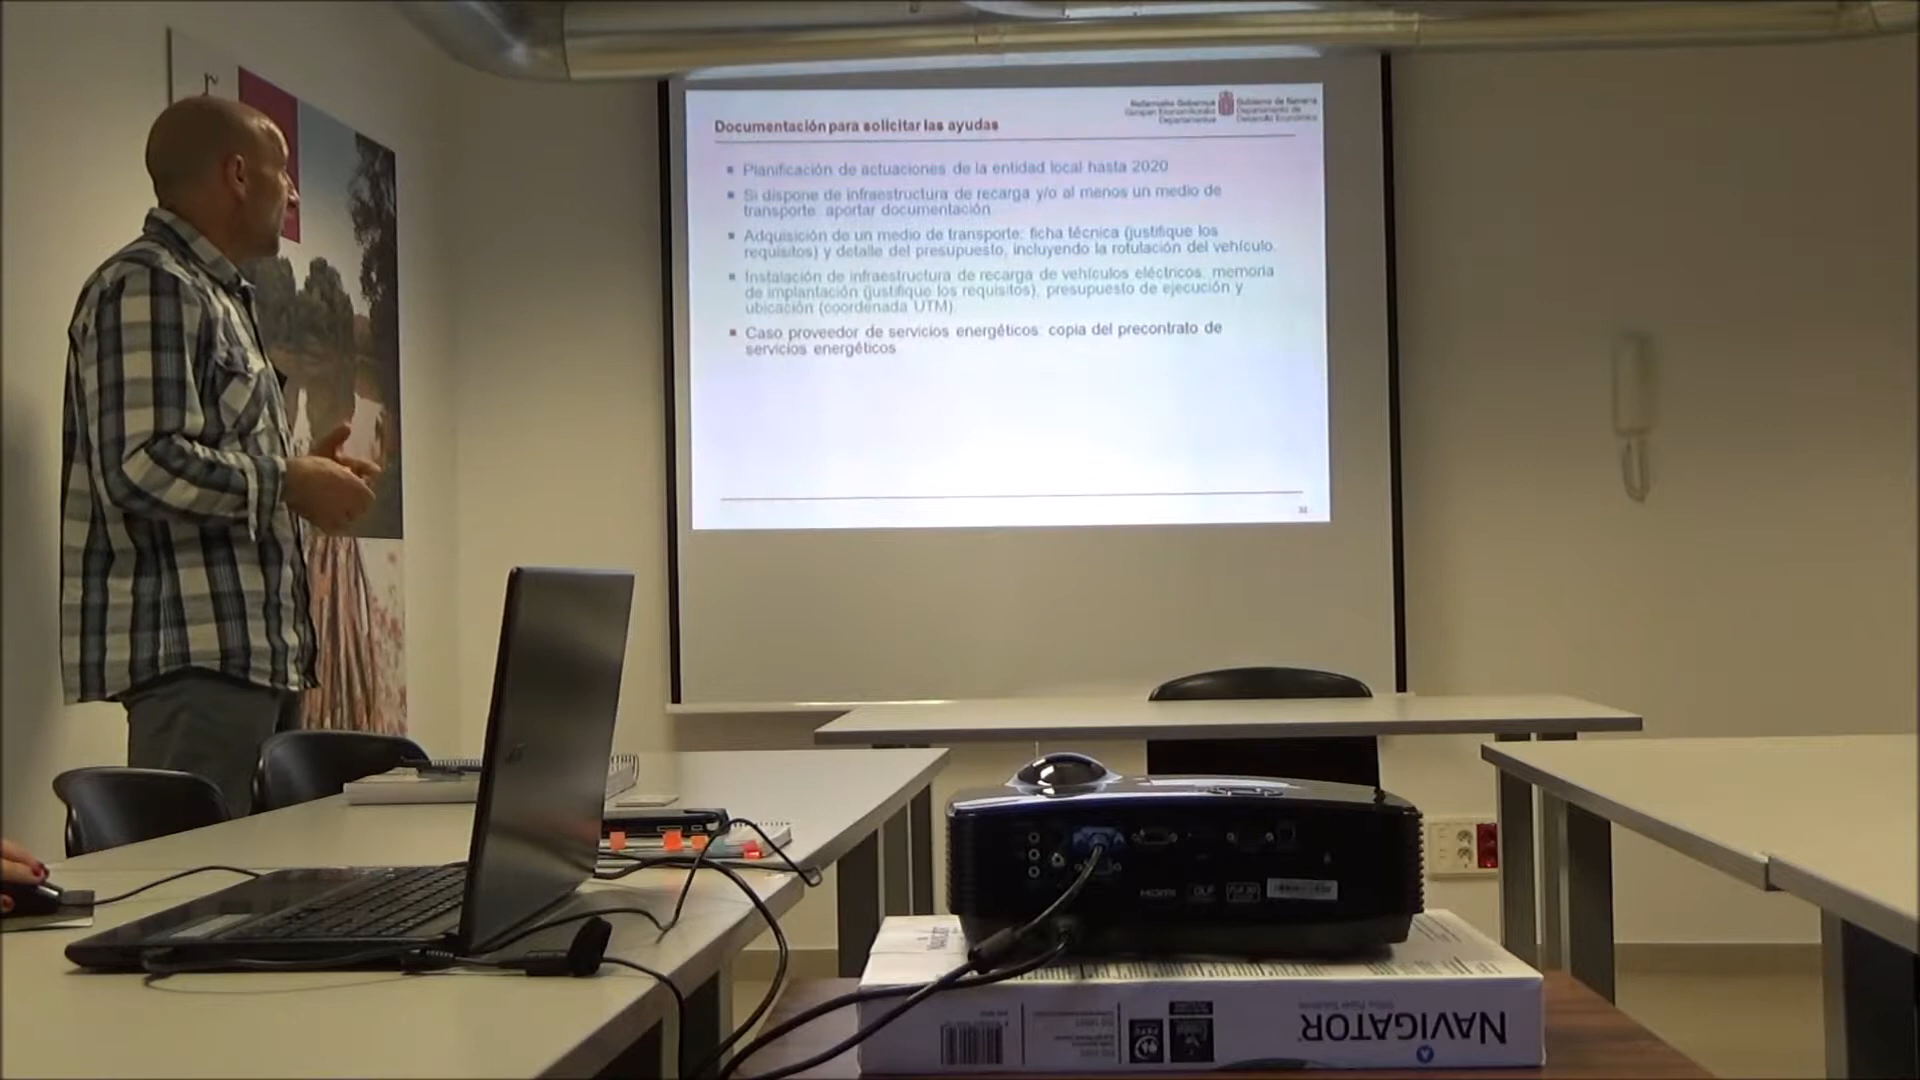 Nafarroako Gobernua
Garapen Ekonomikorako
Departamentua
Gobierno de Navarra
Departamento de
Desarrollo Económico
Documentación para solicitar las ayudas
Planificación de actuaciones de la entidad local hasta 2020
Si dispone de infraestructura de recarga y/o al menos un medio de
transporte: aportar documentación
Adquisición de un medio de transporte: ficha técnica (justifique los
requisitos) y detalle del presupuesto, incluyendo la rotulación del vehículo.
Instalación de infraestructura de recarga de vehículos eléctricos: memoria
de implantación (justifique los requisitos), presupuesto de ejecución y
ubicación (coordenada UTM).
Caso proveedor de servicios energéticos: copia del precontrato de
servicios energéticos
r
HDMI DLP
NAVIGATOR